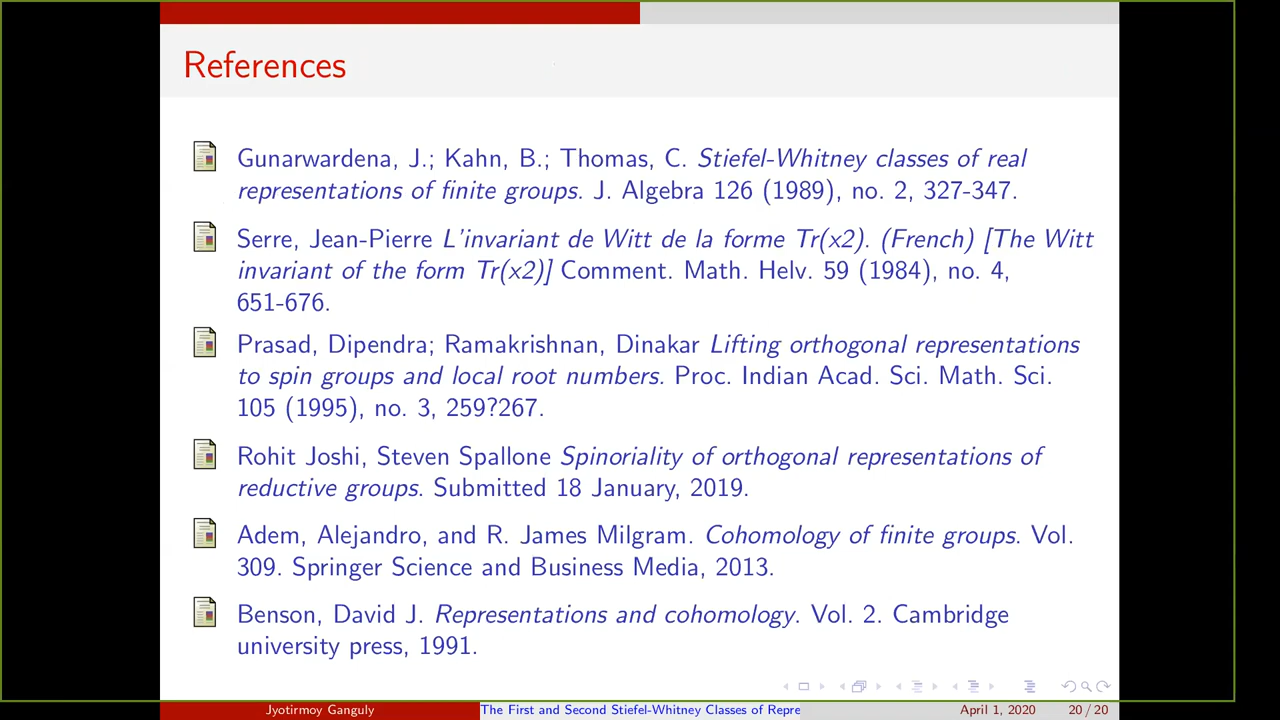 References
Gunarwardena, J.; Kahn, B.; Thomas, C. Stiefel-Whitney classes of real
representations of finite groups. J. Algebra 126 (1989), no. 2, 327-347.
Serre, Jean-Pierre L'invariant de Witt de la forme Tr(x2). (French) [The Witt
invariant of the form Tr(x2)] Comment. Math. Helv. 59 (1984), no. 4,
651-676.
Prasad, Dipendra; Ramakrishnan, Dinakar Lifting orthogonal representations
to spin groups and local root numbers. Proc. Indian Acad. Sci. Math. Sci.
105 (1995), no. 3, 259?267.
Rohit Joshi, Steven Spallone Spinoriality of orthogonal representations of
reductive groups. Submitted 18 January, 2019.
Adem, Alejandro, and R. James Milgram. Cohomology of finite groups. Vol.
309. Springer Science and Business Media, 2013.
Benson, David J. Representations and cohomology. Vol. 2. Cambridge
university press, 1991.
Jyotirmoy Ganguly The First and Second Stiefel-Whitney Classes of Repre April 1, 2020 20 / 20